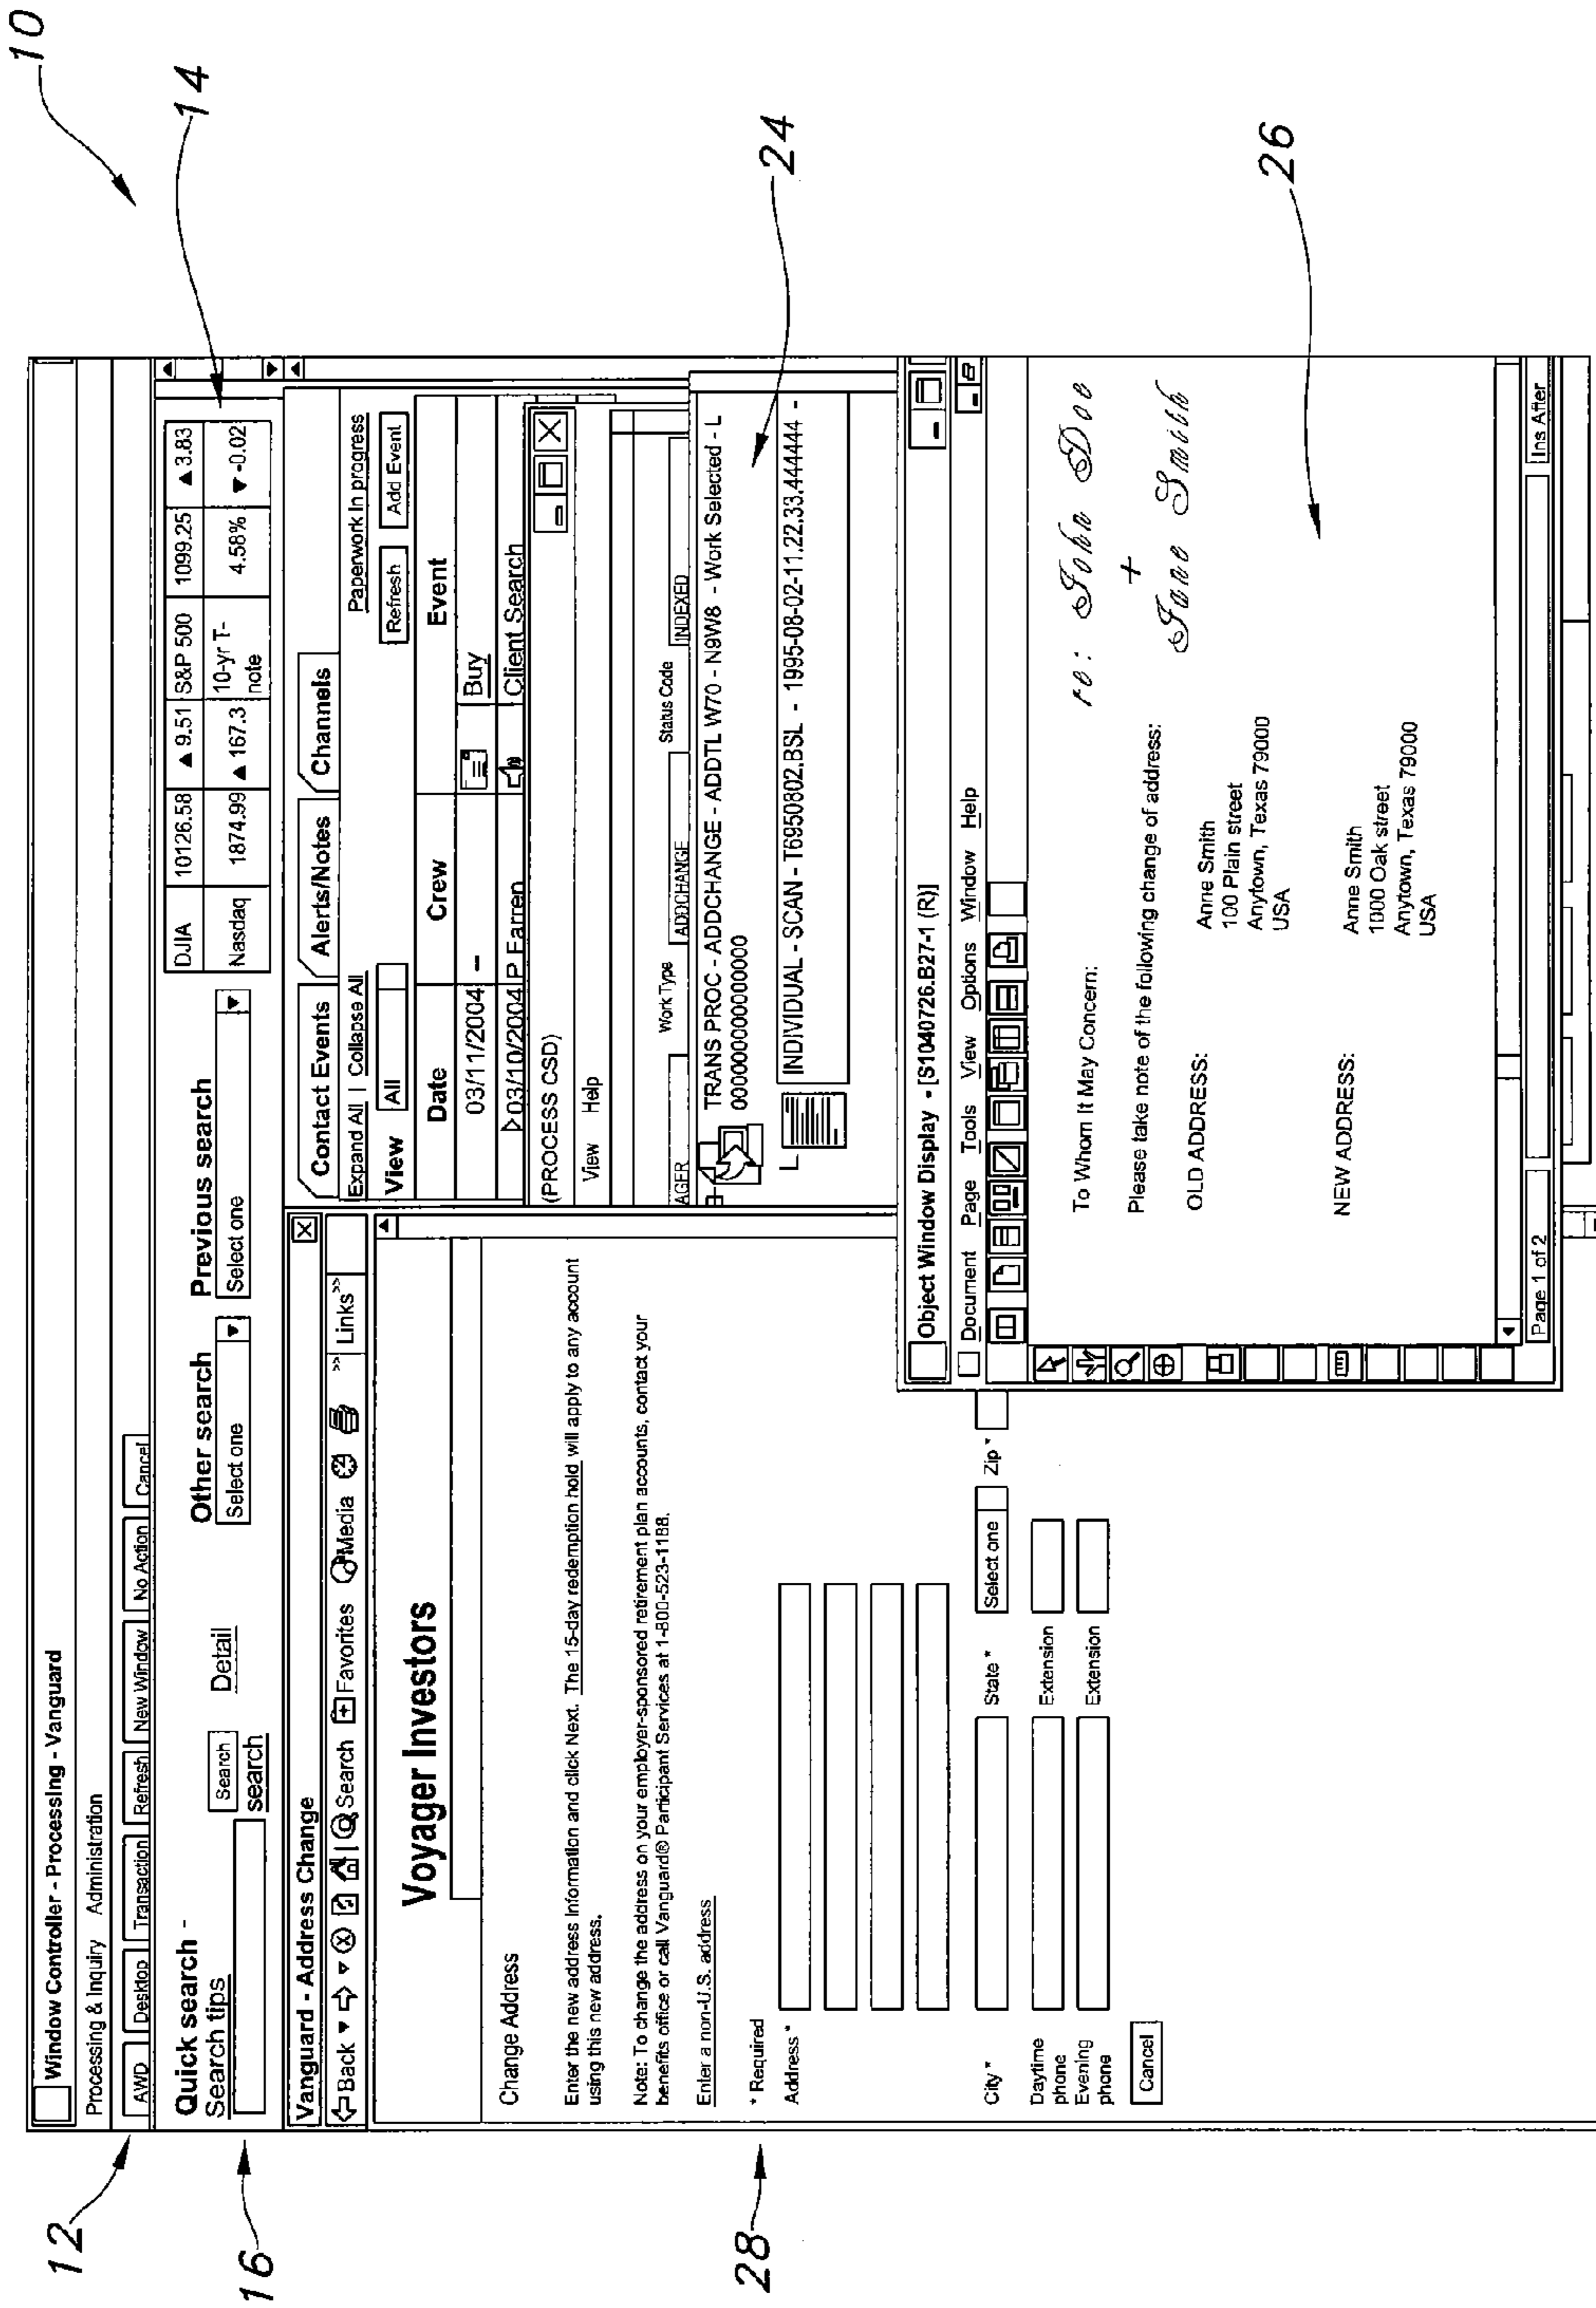 10
12
Window Controller - Processing - Vanguard
Processing & Inquiry Administration
AWD Desktop Transaction Refresh New Window No Action Cancel
14
16
Quick search -
Search tips
Search
search
Detail
Other search
Select one
Previous search
Select one
DJIA 10126.58 ▲ 9.51 S&P 500 1099.25 ▲ 3.83
Nasdaq 1874.99 ▲ 167.3 10-yr T-note 4.58% ▼ -0.02
28
Vanguard - Address Change
Back Search Favorites Media » Links »
Voyager Investors
Change Address
Enter the new address information and click Next. The 15-day redemption hold will apply to any account
using this new address.
Note: To change the address on your employer-sponsored retirement plan accounts, contact your
benefits office or call Vanguard® Participant Services at 1-800-523-1188.
Enter a non-U.S. address
* Required
Address *
City * State * Select one Zip *
Daytime
phone Extension
Evening
phone Extension
Cancel
Contact Events Alerts/Notes Channels
Expand All | Collapse All Paperwork In progress
View All Refresh Add Event
Date Crew Event
03/11/2004 – Buy
03/10/2004 P Farren Client Search
24
(PROCESS CSD)
View Help
AGER Work Type ADDCHANGE Status Code INDEXED
TRANS PROC - ADDCHANGE - ADDTL W70 - N9W8 - Work Selected - L
0000000000000000
INDIVIDUAL - SCAN - T6950802.BSL - 1995-08-02-11.22.33.444444 -
26
Object Window Display - [S1040726.B27-1 (R)]
Document Page Tools View Options Window Help
re: John Doe
+
Jane Smith
To Whom It May Concern:
Please take note of the following change of address:
OLD ADDRESS: Anne Smith
100 Plain street
Anytown, Texas 79000
USA
NEW ADDRESS: Anne Smith
1000 Oak street
Anytown, Texas 79000
USA
Page 1 of 2 Ins After